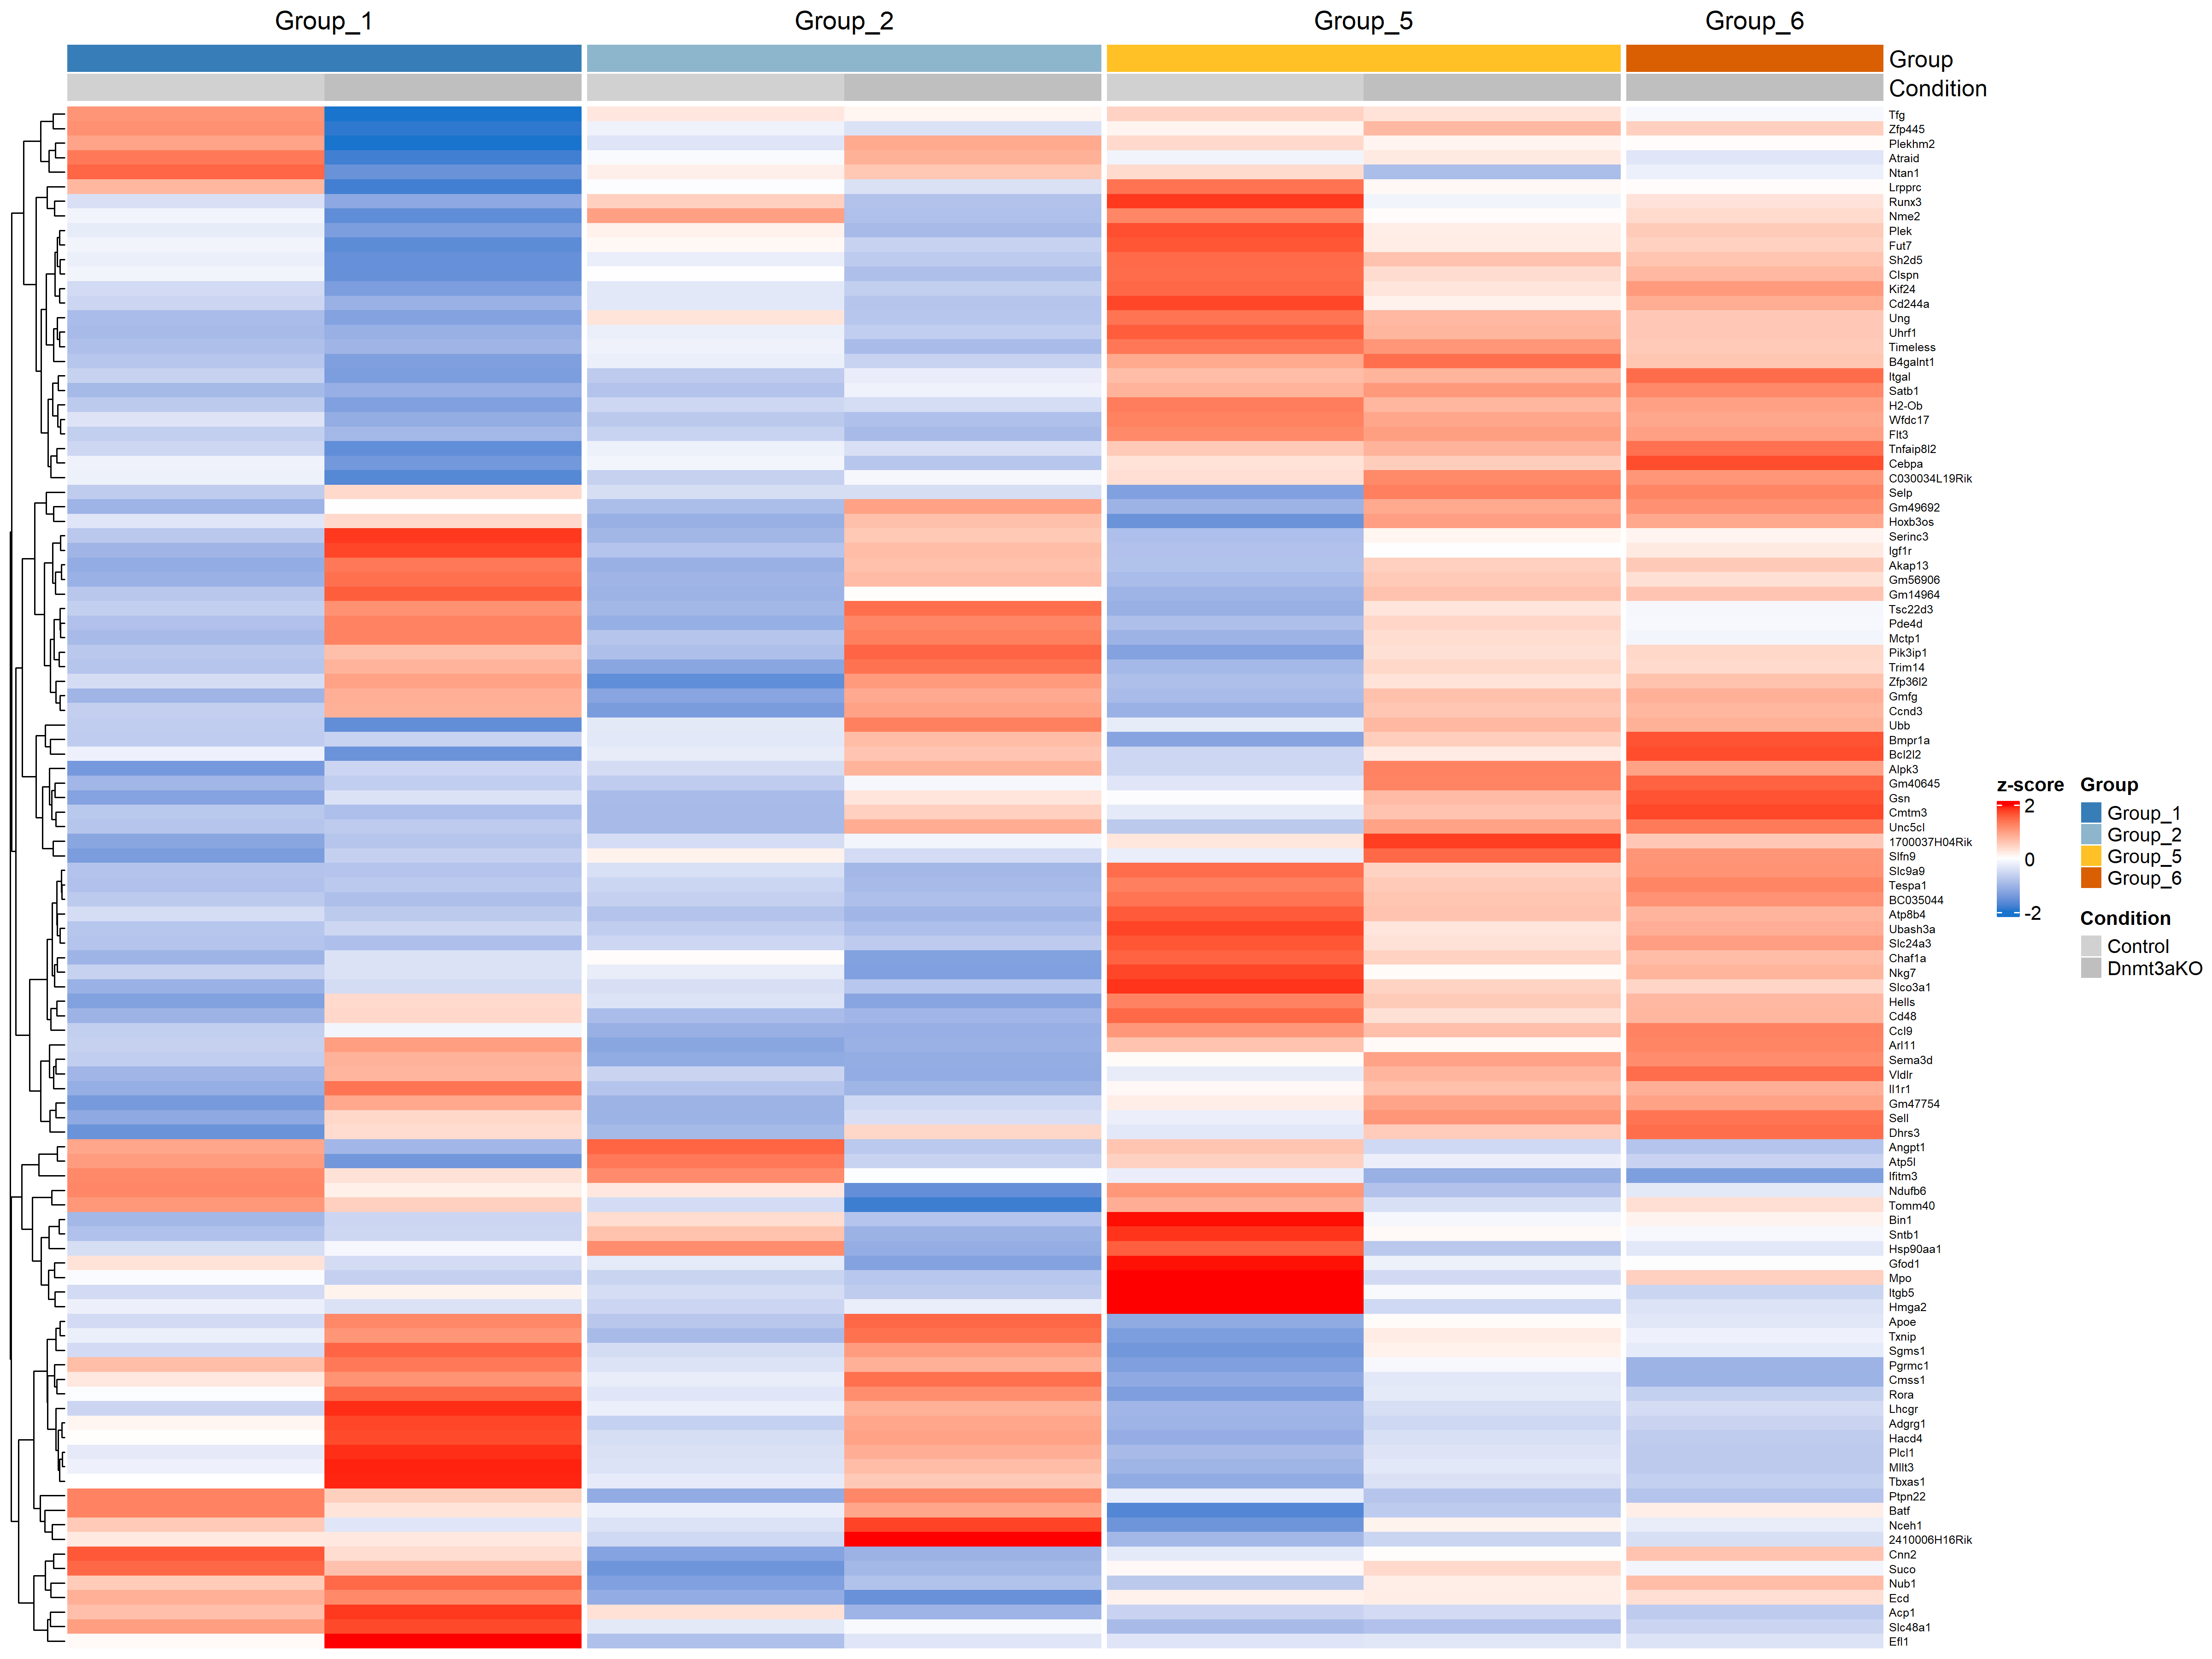 Group_1 Group_2 Group_5 Group_6
Group
Condition
Tfg
Zfp445
Plekhm2
Atraid
Ntan1
Lrpprc
Runx3
Nme2
Plek
Fut7
Sh2d5
Clspn
Kif24
Cd244a
Ung
Uhrf1
Timeless
B4galnt1
Itgal
Satb1
H2-Ob
Wfdc17
Flt3
Tnfaip8l2
Cebpa
C030034L19Rik
Selp
Gm49692
Hoxb3os
Serinc3
Igf1r
Akap13
Gm56906
Gm14964
Tsc22d3
Pde4d
Mctp1
Pik3ip1
Trim14
Zfp36l2
Gmfg
Ccnd3
Ubb
Bmpr1a
Bcl2l2
Alpk3
Gm40645
Gsn
Cmtm3
Unc5cl
1700037H04Rik
Slfn9
Slc9a9
Tespa1
BC035044
Atp8b4
Ubash3a
Slc24a3
Chaf1a
Nkg7
Slco3a1
Hells
Cd48
Ccl9
Arl11
Sema3d
Vldlr
Il1r1
Gm47754
Sell
Dhrs3
Angpt1
Atp5l
Ifitm3
Ndufb6
Tomm40
Bin1
Sntb1
Hsp90aa1
Gfod1
Mpo
Itgb5
Hmga2
Apoe
Txnip
Sgms1
Pgrmc1
Cmss1
Rora
Lhcgr
Adgrg1
Hacd4
Plcl1
Mllt3
Tbxas1
Ptpn22
Batf
Nceh1
2410006H16Rik
Cnn2
Suco
Nub1
Ecd
Acp1
Slc48a1
Efl1
z-score
2
0
-2
Group
Group_1
Group_2
Group_5
Group_6
Condition
Control
Dnmt3aKO